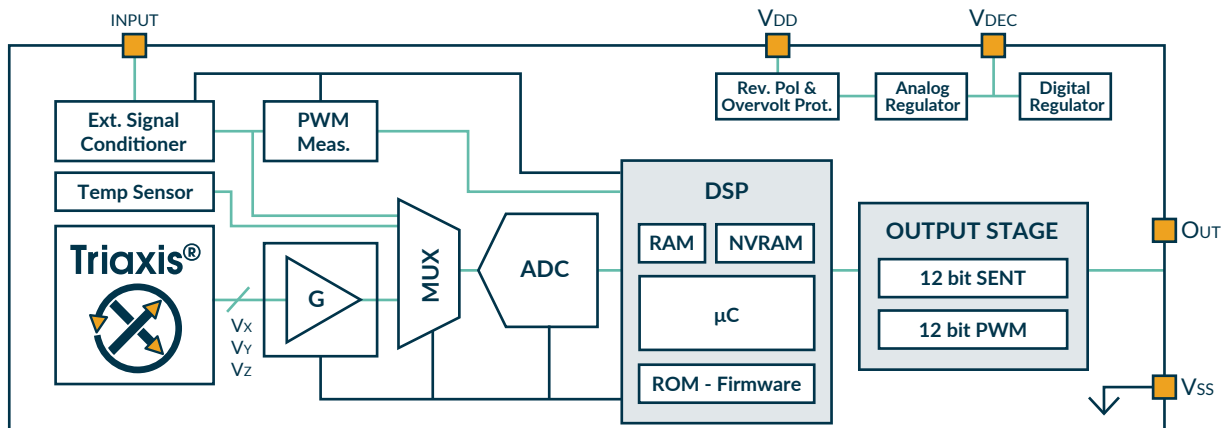 INPUT
VDD
VDEC
Rev. Pol &
Overvolt Prot.
Analog
Regulator
Digital
Regulator
Ext. Signal
Conditioner
PWM
Meas.
Temp Sensor
Triaxis®
VX
VY
VZ
G
MUX
ADC
DSP
RAM
NVRAM
µC
ROM - Firmware
OUTPUT STAGE
12 bit SENT
12 bit PWM
OUT
VSS